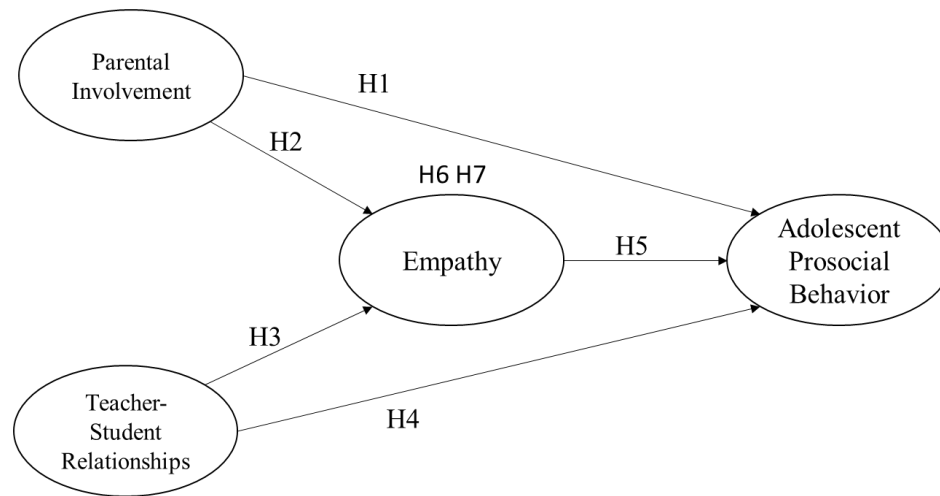 Parental
Involvement
H1
H2
H6 H7
Empathy
H5
Adolescent
Prosocial
Behavior
H3
Teacher-
Student
Relationships
H4